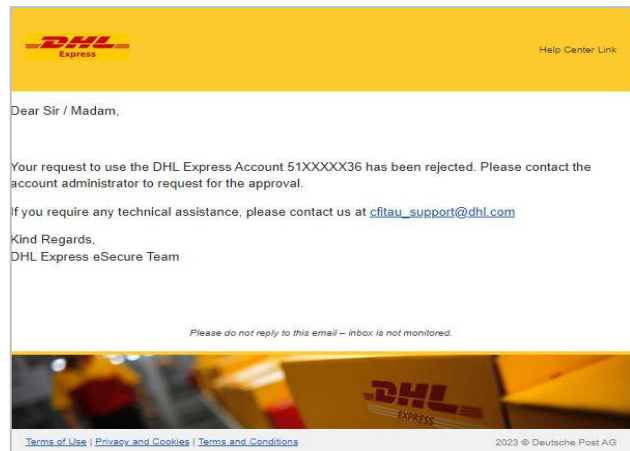 DHL
Express
Help Center Link
Dear Sir / Madam,
Your request to use the DHL Express Account 51XXXXX36 has been rejected. Please contact the
account administrator to request for the approval.
If you require any technical assistance, please contact us at cfitau_support@dhl.com
Kind Regards,
DHL Express eSecure Team
Please do not reply to this email – inbox is not monitored.
DHL
EXPRESS
Terms of Use | Privacy and Cookies | Terms and Conditions
2023 © Deutsche Post AG